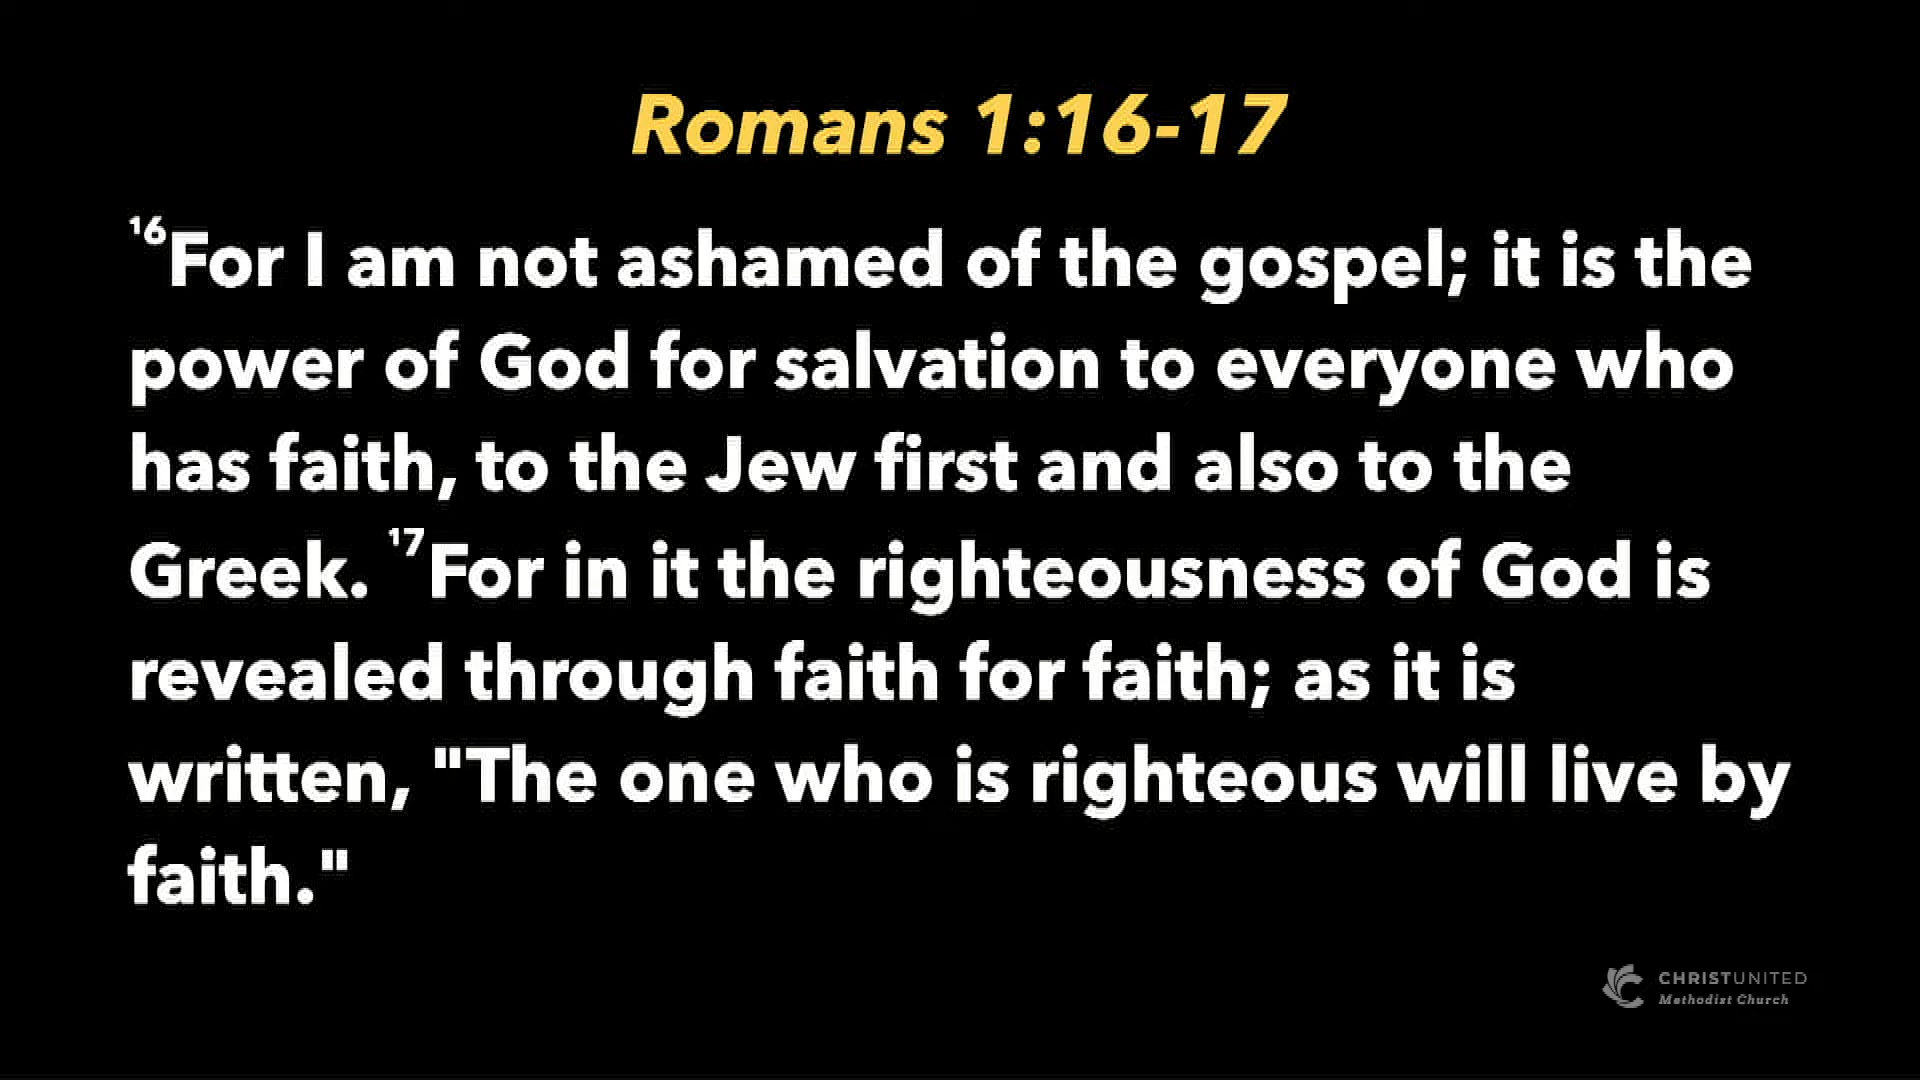 Romans 1:16-17
¹⁶For I am not ashamed of the gospel; it is the
power of God for salvation to everyone who
has faith, to the Jew first and also to the
Greek. ¹⁷For in it the righteousness of God is
revealed through faith for faith; as it is
written, "The one who is righteous will live by
faith."
CHRISTUNITED
Methodist Church